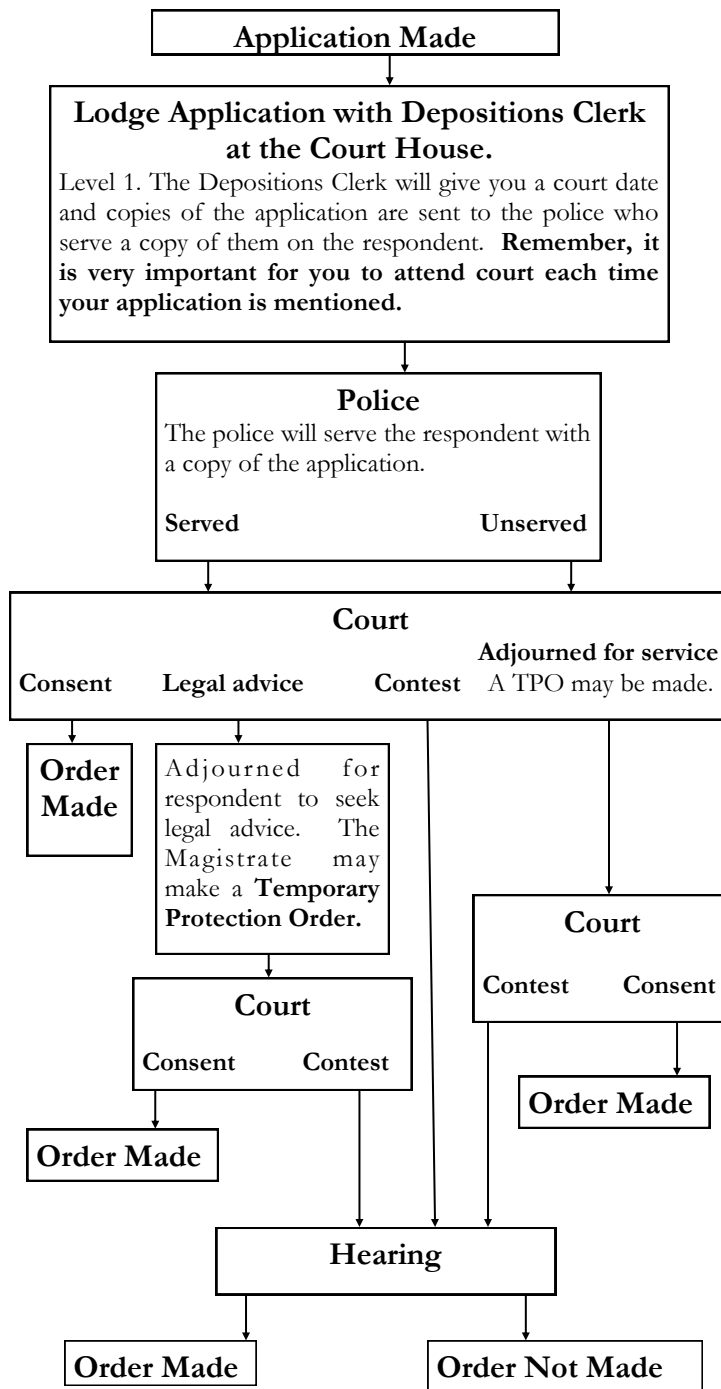 Application Made
Lodge Application with Depositions Clerk
at the Court House.
Level 1. The Depositions Clerk will give you a court date
and copies of the application are sent to the police who
serve a copy of them on the respondent. Remember, it
is very important for you to attend court each time
your application is mentioned.
Police
The police will serve the respondent with
a copy of the application.
Served Unserved
Court
Adjourned for service
Consent Legal advice Contest A TPO may be made.
Order
Made
Adjourned for
respondent to seek
legal advice. The
Magistrate may
make a Temporary
Protection Order.
Court
Contest Consent
Court
Consent Contest
Order Made
Order Made
Hearing
Order Made
Order Not Made